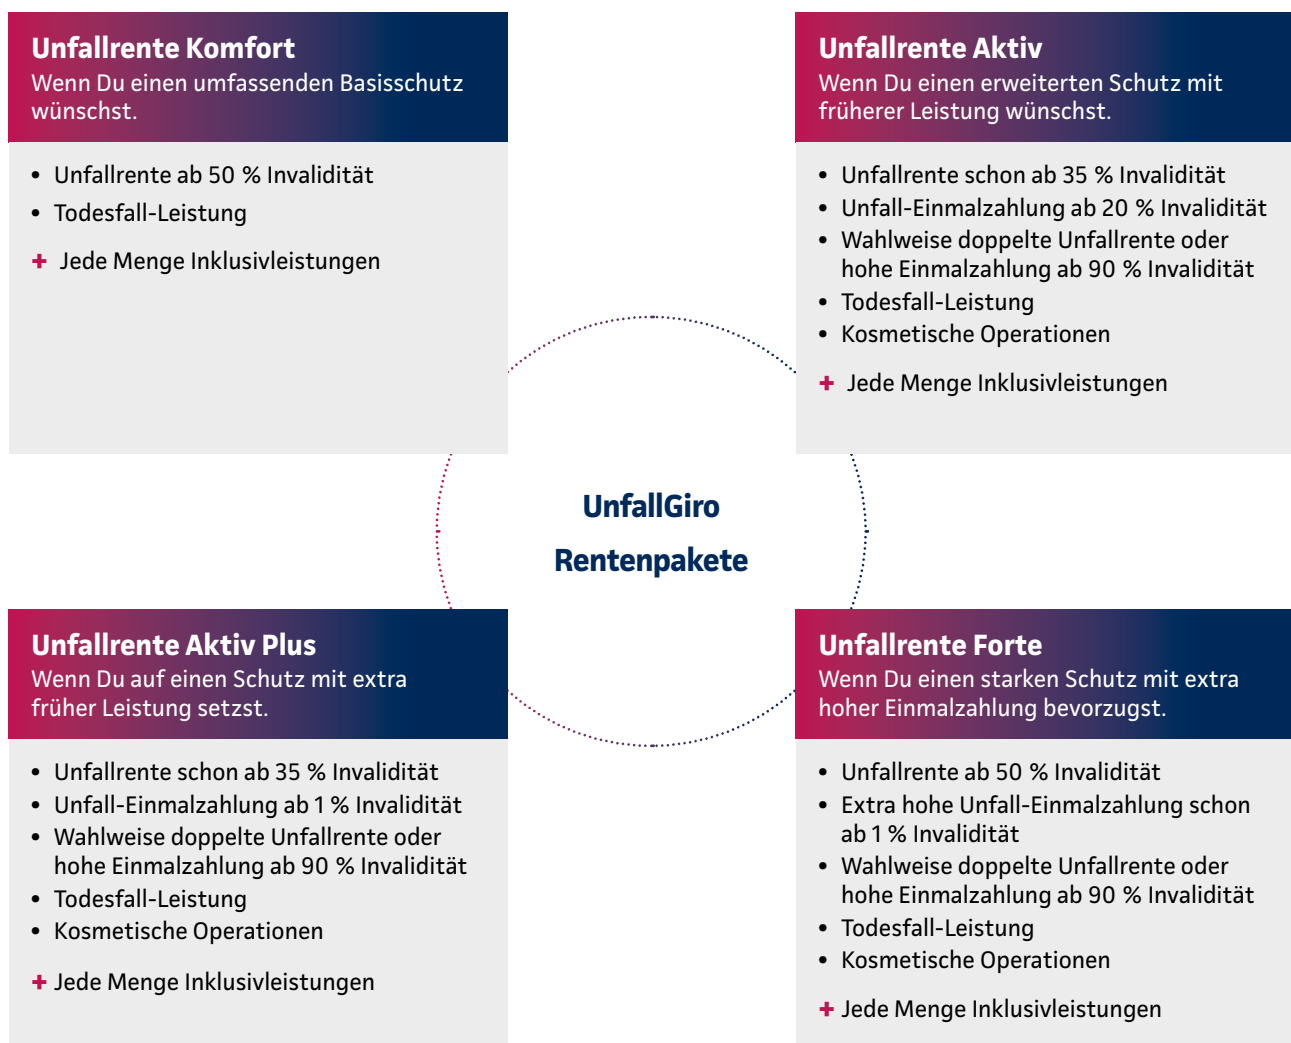 Unfallrente Komfort
Wenn Du einen umfassenden Basisschutz
wünschst.
• Unfallrente ab 50 % Invalidität
• Todesfall-Leistung
+ Jede Menge Inklusivleistungen
Unfallrente Aktiv
Wenn Du einen erweiterten Schutz mit
früherer Leistung wünschst.
• Unfallrente schon ab 35 % Invalidität
• Unfall-Einmalzahlung ab 20 % Invalidität
• Wahlweise doppelte Unfallrente oder
hohe Einmalzahlung ab 90 % Invalidität
• Todesfall-Leistung
• Kosmetische Operationen
+ Jede Menge Inklusivleistungen
UnfallGiro
Rentenpakete
Unfallrente Aktiv Plus
Wenn Du auf einen Schutz mit extra
früher Leistung setzst.
• Unfallrente schon ab 35 % Invalidität
• Unfall-Einmalzahlung ab 1 % Invalidität
• Wahlweise doppelte Unfallrente oder
hohe Einmalzahlung ab 90 % Invalidität
• Todesfall-Leistung
• Kosmetische Operationen
+ Jede Menge Inklusivleistungen
Unfallrente Forte
Wenn Du einen starken Schutz mit extra
hoher Einmalzahlung bevorzugst.
• Unfallrente ab 50 % Invalidität
• Extra hohe Unfall-Einmalzahlung schon
ab 1 % Invalidität
• Wahlweise doppelte Unfallrente oder
hohe Einmalzahlung ab 90 % Invalidität
• Todesfall-Leistung
• Kosmetische Operationen
+ Jede Menge Inklusivleistungen